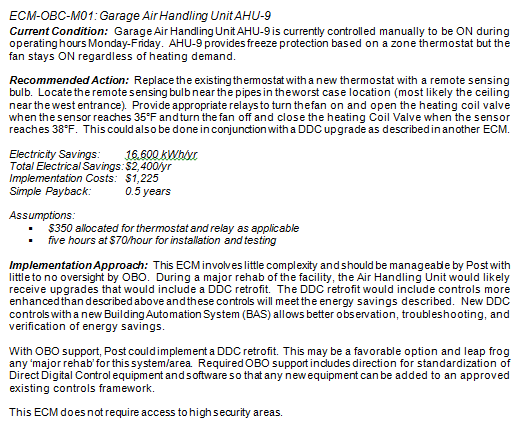 ECM-OBC-M01: Garage Air Handling Unit AHU-9
Current Condition: Garage Air Handling Unit AHU-9 is currently controlled manually to be ON during
operating hours Monday-Friday. AHU-9 provides freeze protection based on a zone thermostat but the
fan stays ON regardless of heating demand.
Recommended Action: Replace the existing thermostat with a new thermostat with a remote sensing
bulb. Locate the remote sensing bulb near the pipes in the worst case location (most likely the ceiling
near the west entrance). Provide appropriate relays to turn the fan on and open the heating coil valve
when the sensor reaches 35°F and turn the fan off and close the heating Coil Valve when the sensor
reaches 38°F. This could also be done in conjunction with a DDC upgrade as described in another ECM.
Electricity Savings: 16,600 kWh/yr
Total Electrical Savings: $2,400/yr
Implementation Costs: $1,225
Simple Payback: 0.5 years
Assumptions:
▪ $350 allocated for thermostat and relay as applicable
▪ five hours at $70/hour for installation and testing
Implementation Approach: This ECM involves little complexity and should be manageable by Post with
little to no oversight by OBO. During a major rehab of the facility, the Air Handling Unit would likely
receive upgrades that would include a DDC retrofit. The DDC retrofit would include controls more
enhanced than described above and these controls will meet the energy savings described. New DDC
controls with a new Building Automation System (BAS) allows better observation, troubleshooting, and
verification of energy savings.
With OBO support, Post could implement a DDC retrofit. This may be a favorable option and leap frog
any 'major rehab' for this system/area. Required OBO support includes direction for standardization of
Direct Digital Control equipment and software so that any new equipment can be added to an approved
existing controls framework.
This ECM does not require access to high security areas.